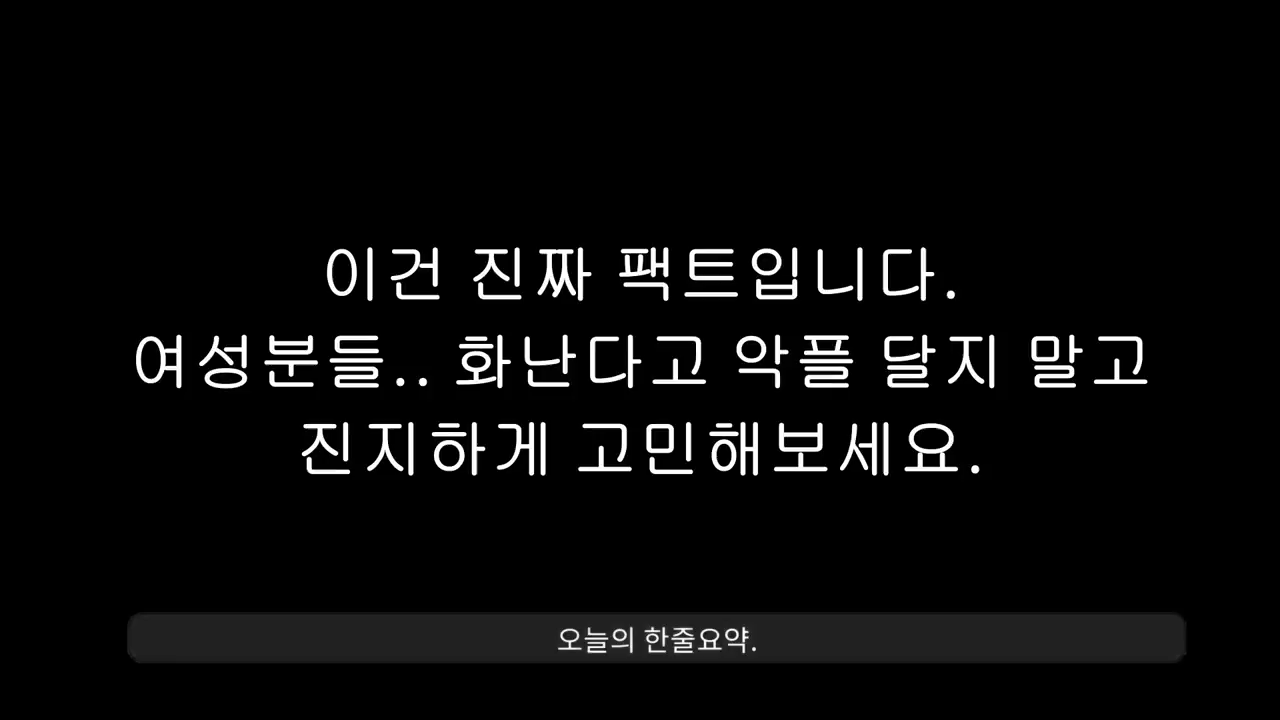 이건 진짜 팩트입니다.
여성분들.. 화난다고 악플 달지 말고
진지하게 고민해보세요.
오늘의 한줄요약.